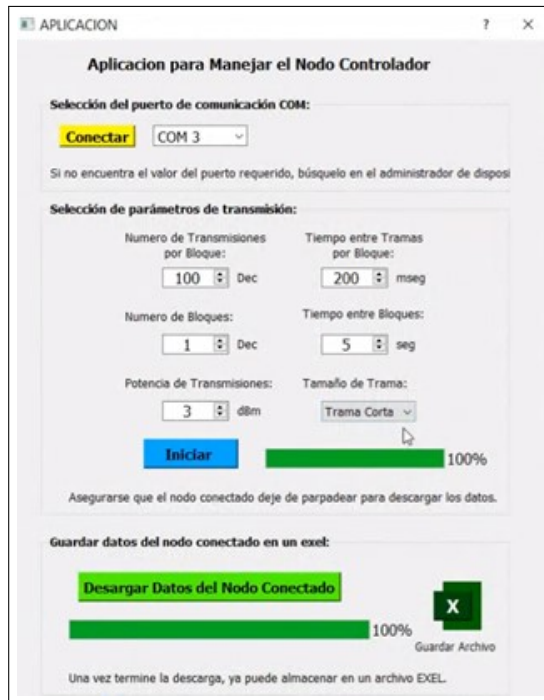 APLICACION
Aplicacion para Manejar el Nodo Controlador
Selección del puerto de comunicación COM:
Conectar COM 3
Si no encuentra el valor del puerto requerido, búsquelo en el administrador de disposi
Selección de parámetros de transmisión:
Numero de Transmisiones por Bloque:
100 Dec
Tiempo entre Tramas por Bloque:
200 mseg
Numero de Bloques:
1 Dec
Tiempo entre Bloques:
5 seg
Potencia de Transmisiones:
3 dBm
Tamaño de Trama:
Trama Corta
Iniciar 100%
Asegurarse que el nodo conectado deje de parpadear para descargar los datos.
Guardar datos del nodo conectado en un exel:
Desargar Datos del Nodo Conectado
100%
X
Guardar Archivo
Una vez termine la descarga, ya puede almacenar en un archivo EXEL.